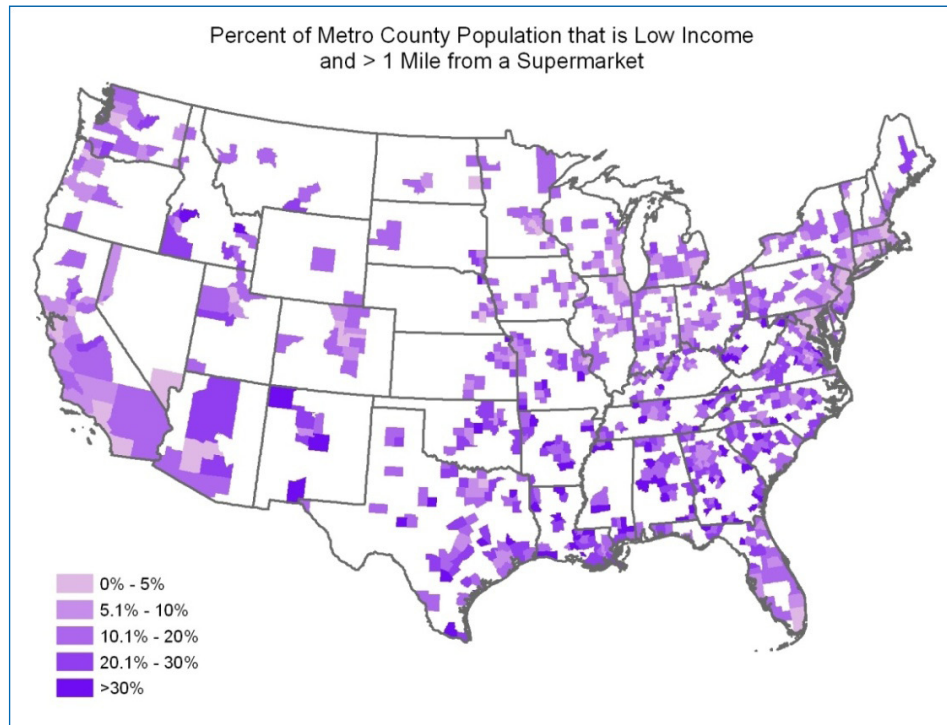 Percent of Metro County Population that is Low Income
and > 1 Mile from a Supermarket
0% - 5%
5.1% - 10%
10.1% - 20%
20.1% - 30%
>30%